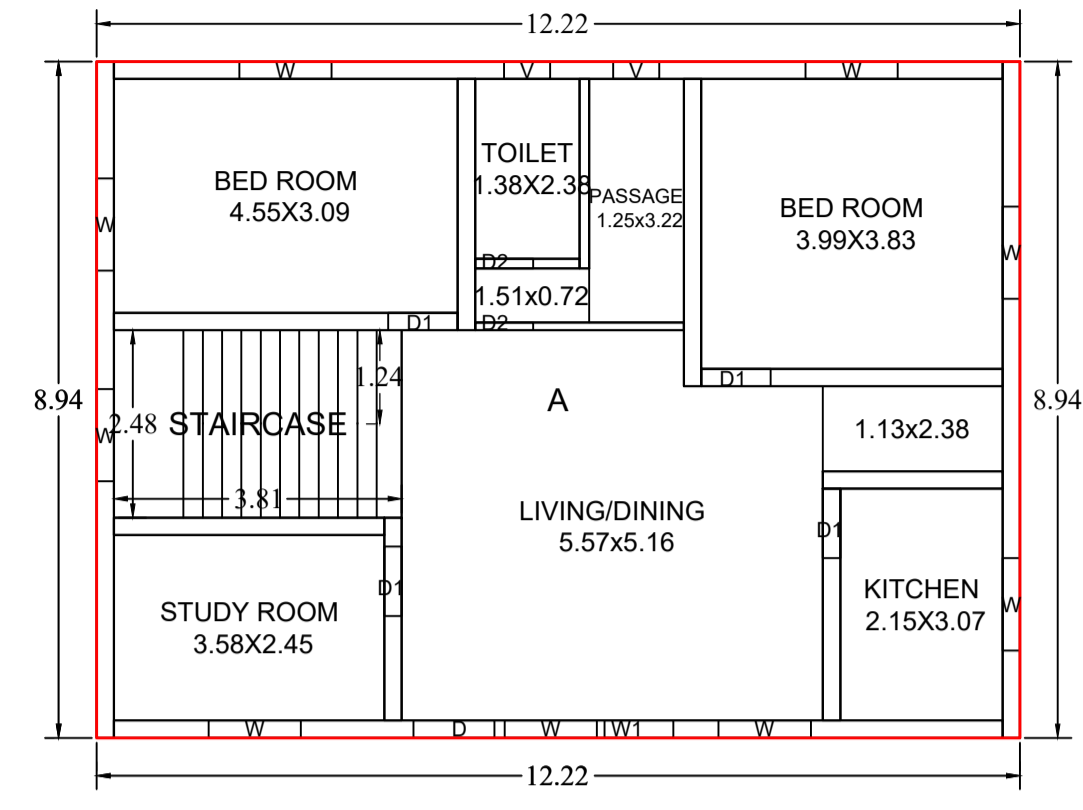 12.22
W
V
V
W
BED ROOM
4.55X3.09
TOILET
1.38X2.38
PASSAGE
1.25x3.22
BED ROOM
3.99X3.83
W
W
D2
1.51x0.72
D1
D2
D1
8.94
8.94
1.24
A
W
2.48
STAIRCASE
1.13x2.38
3.81
LIVING/DINING
5.57x5.16
D1
D1
STUDY ROOM
3.58X2.45
KITCHEN
2.15X3.07
W
W
D
W
W1
W
12.22